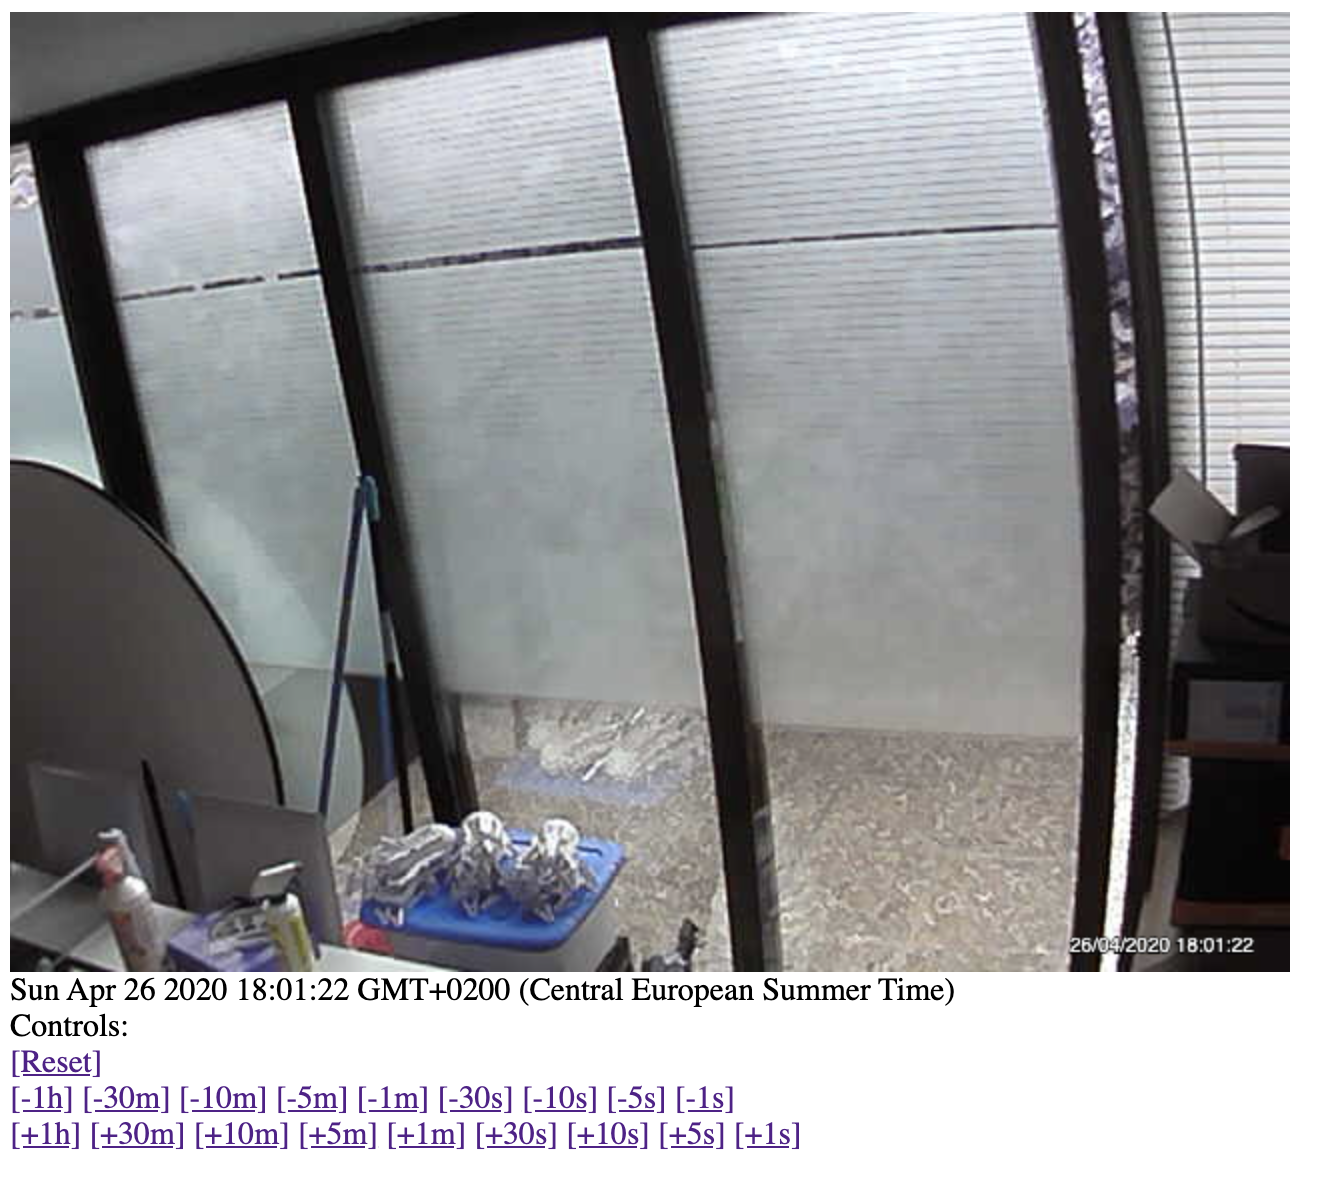 26/04/2020 18:01:22
Sun Apr 26 2020 18:01:22 GMT+0200 (Central European Summer Time)
Controls:
[Reset]
[-1h] [-30m] [-10m] [-5m] [-1m] [-30s] [-10s] [-5s] [-1s]
[+1h] [+30m] [+10m] [+5m] [+1m] [+30s] [+10s] [+5s] [+1s]